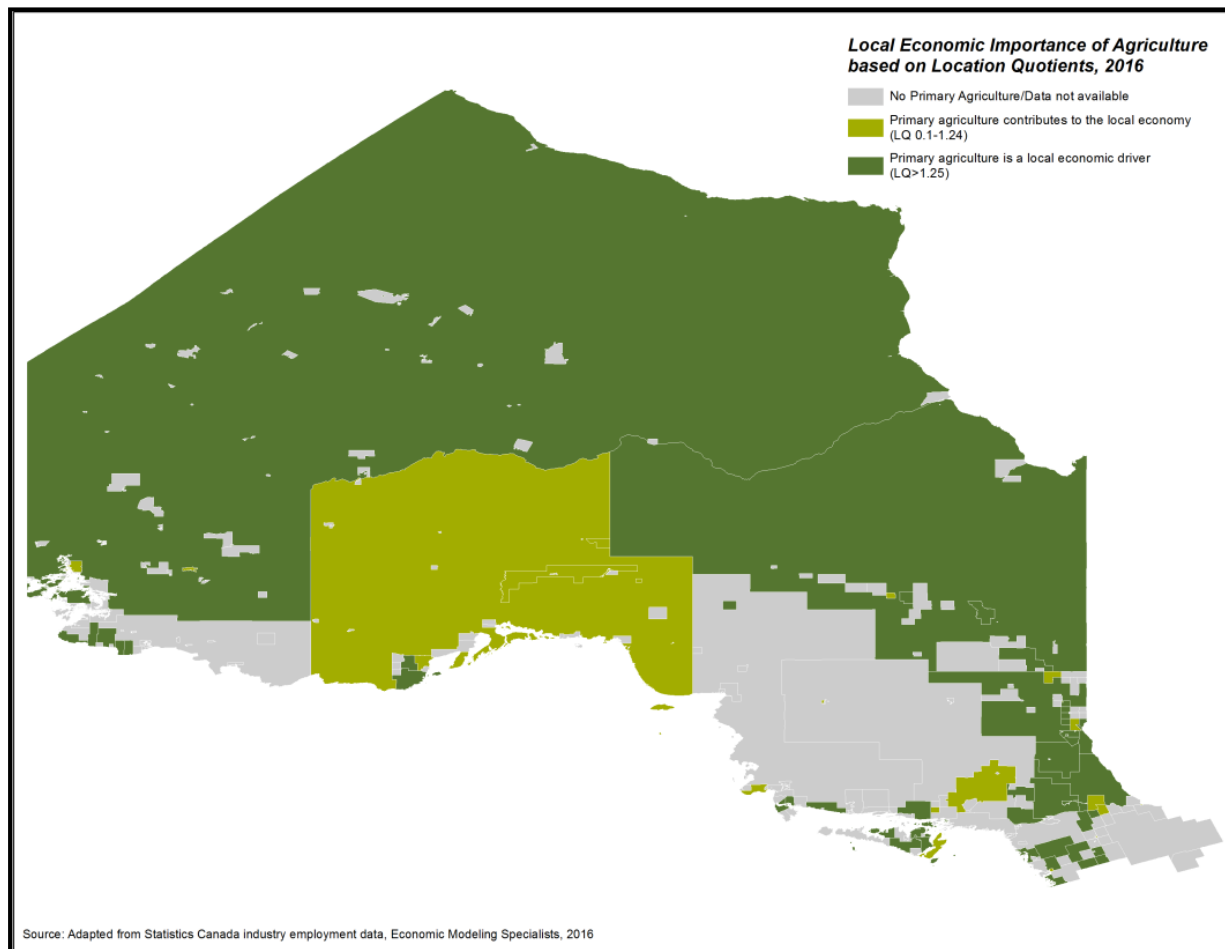 Local Economic Importance of Agriculture
based on Location Quotients, 2016
No Primary Agriculture/Data not available
Primary agriculture contributes to the local economy
(LQ 0.1-1.24)
Primary agriculture is a local economic driver
(LQ>1.25)
Source: Adapted from Statistics Canada industry employment data, Economic Modeling Specialists, 2016